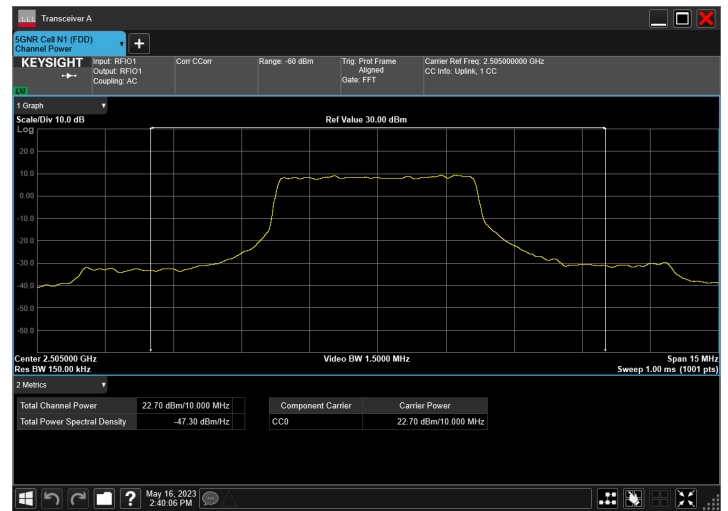 Transceiver A
5GNR Cell N1 (FDD)
Channel Power
KEYSIGHT
Input: RFIO1
Output: RFIO1
Coupling: AC
Corr CCorr
Range: -60 dBm
Trig: Prot Frame
Aligned
Gate: FFT
Carrier Ref Freq: 2.505000000 GHz
CC Info: Uplink, 1 CC
LXI
1 Graph
Scale/Div 10.0 dB
Ref Value 30.00 dBm
Log
20.0
10.0
0.00
-10.0
-20.0
-30.0
-40.0
-50.0
-60.0
Center 2.505000 GHz
Video BW 1.5000 MHz
Span 15 MHz
Res BW 150.00 kHz
Sweep 1.00 ms (1001 pts)
2 Metrics
Total Channel Power 22.70 dBm/10.000 MHz
Total Power Spectral Density -47.30 dBm/Hz
Component Carrier Carrier Power
CC0 22.70 dBm/10.000 MHz
?
May 16, 2023
2:40:06 PM